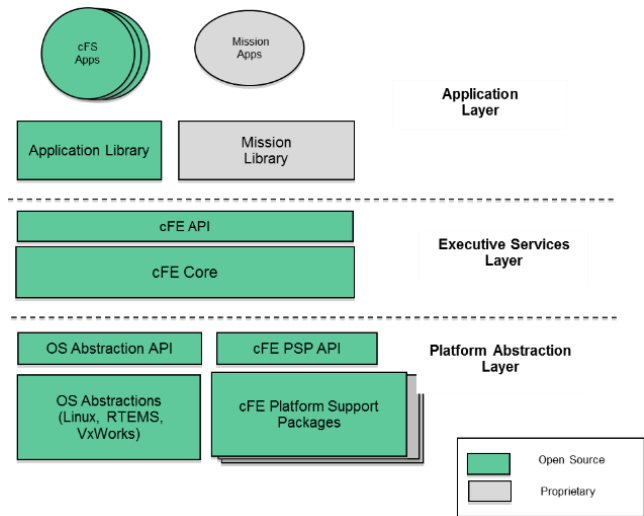 cFS
Apps
Mission
Apps
Application
Layer
Application Library
Mission
Library
cFE API
Executive Services
Layer
cFE Core
OS Abstraction API
cFE PSP API
Platform Abstraction
Layer
OS Abstractions
(Linux, RTEMS,
VxWorks)
cFE Platform Support
Packages
Open Source
Proprietary